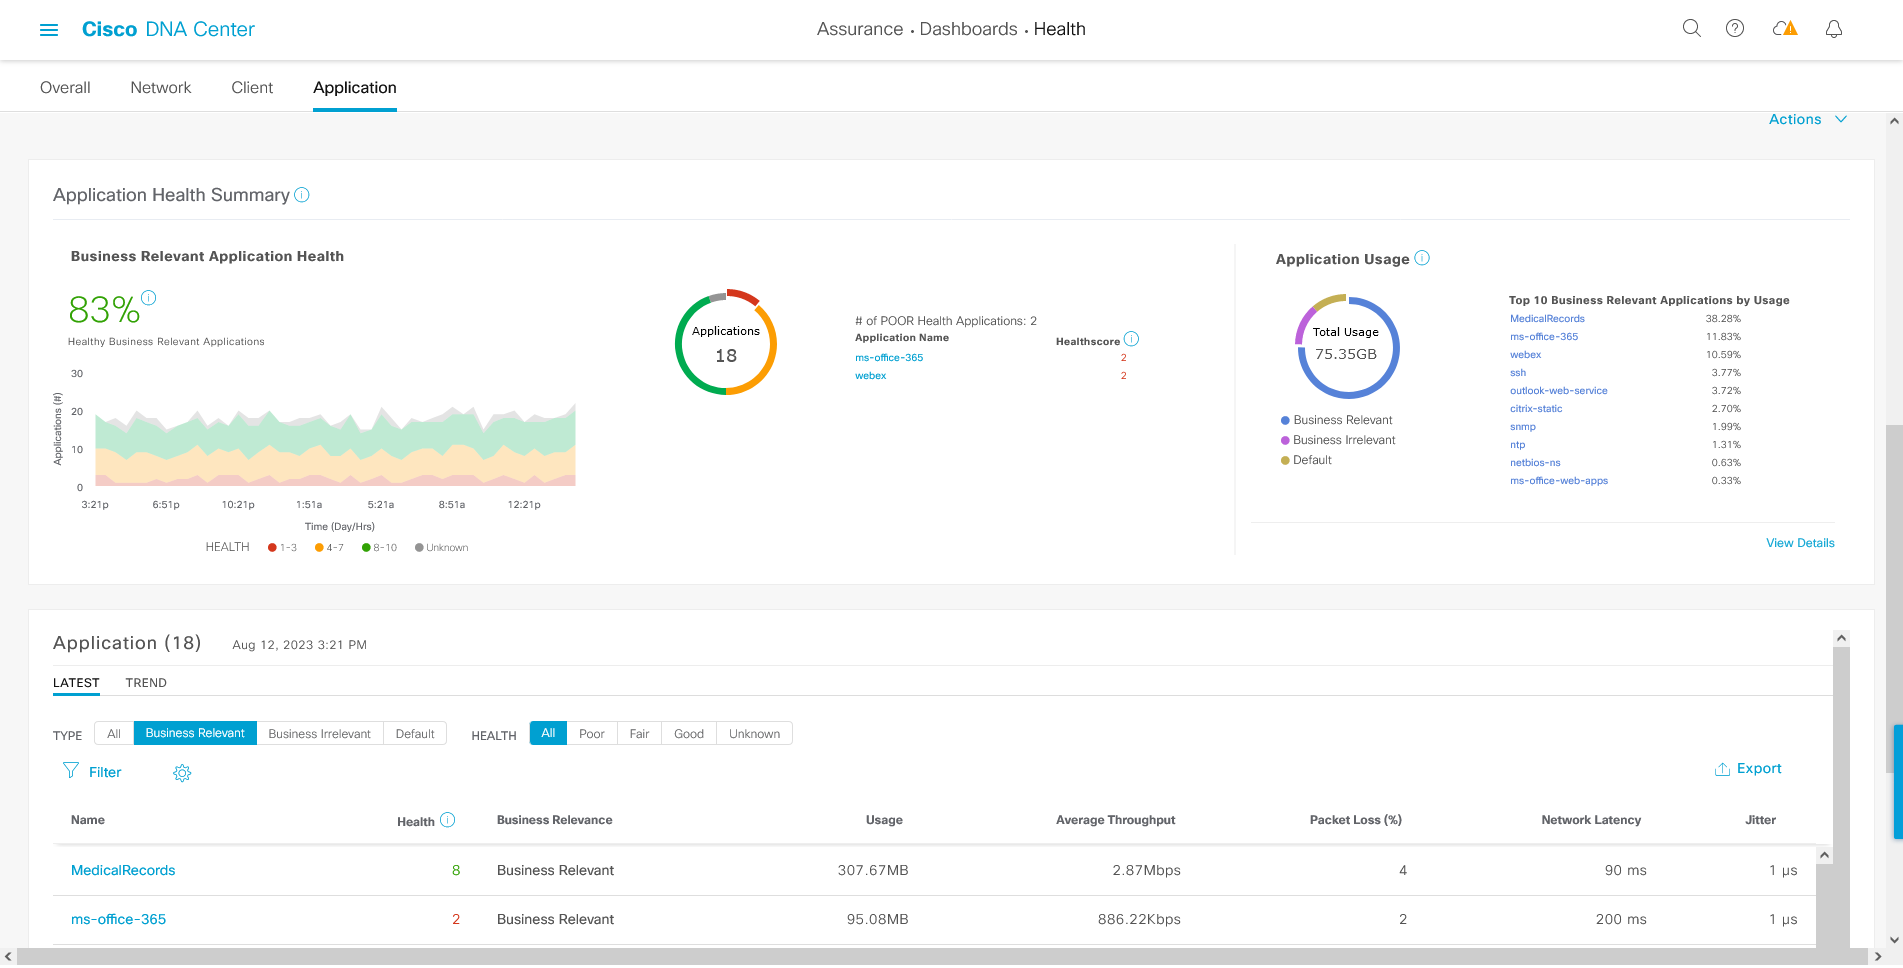 Cisco DNA Center
Assurance • Dashboards • Health
Overall Network Client Application
Actions
Application Health Summary
Business Relevant Application Health
83%
Healthy Business Relevant Applications
Applications (#)
30
20
10
0
3:21p 6:51p 10:21p 1:51a 5:21a 8:51a 12:21p
Time (Day/Hrs)
HEALTH 1-3 4-7 8-10 Unknown
Applications
18
# of POOR Health Applications: 2
Application Name Healthscore
ms-office-365 2
webex 2
Application Usage
Total Usage
75.35GB
Business Relevant
Business Irrelevant
Default
Top 10 Business Relevant Applications by Usage
MedicalRecords 38.28%
ms-office-365 11.83%
webex 10.59%
ssh 3.77%
outlook-web-service 3.72%
citrix-static 2.70%
snmp 1.99%
ntp 1.31%
netbios-ns 0.63%
ms-office-web-apps 0.33%
View Details
Application (18) Aug 12, 2023 3:21 PM
LATEST TREND
TYPE All Business Relevant Business Irrelevant Default HEALTH All Poor Fair Good Unknown
Filter Export
Name Health Business Relevance Usage Average Throughput Packet Loss (%) Network Latency Jitter
MedicalRecords 8 Business Relevant 307.67MB 2.87Mbps 4 90 ms 1 µs
ms-office-365 2 Business Relevant 95.08MB 886.22Kbps 2 200 ms 1 µs